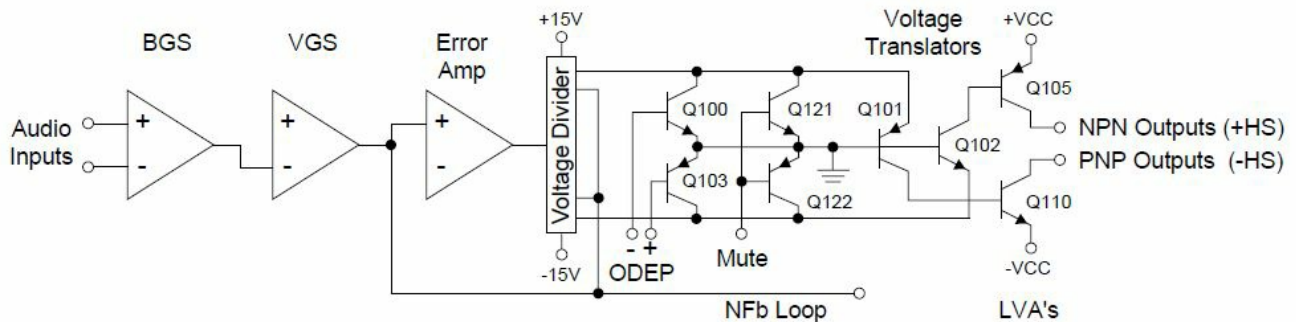 BGS
VGS
Error
Amp
+15V
Voltage
Translators
+VCC
Audio
Inputs
+
-
+
-
+
-
Voltage Divider
Q100
Q121
Q101
Q105
Q102
NPN Outputs (+HS)
PNP Outputs (-HS)
Q103
Q122
Q110
-15V
- +
ODEP
Mute
-VCC
NFb Loop
LVA's